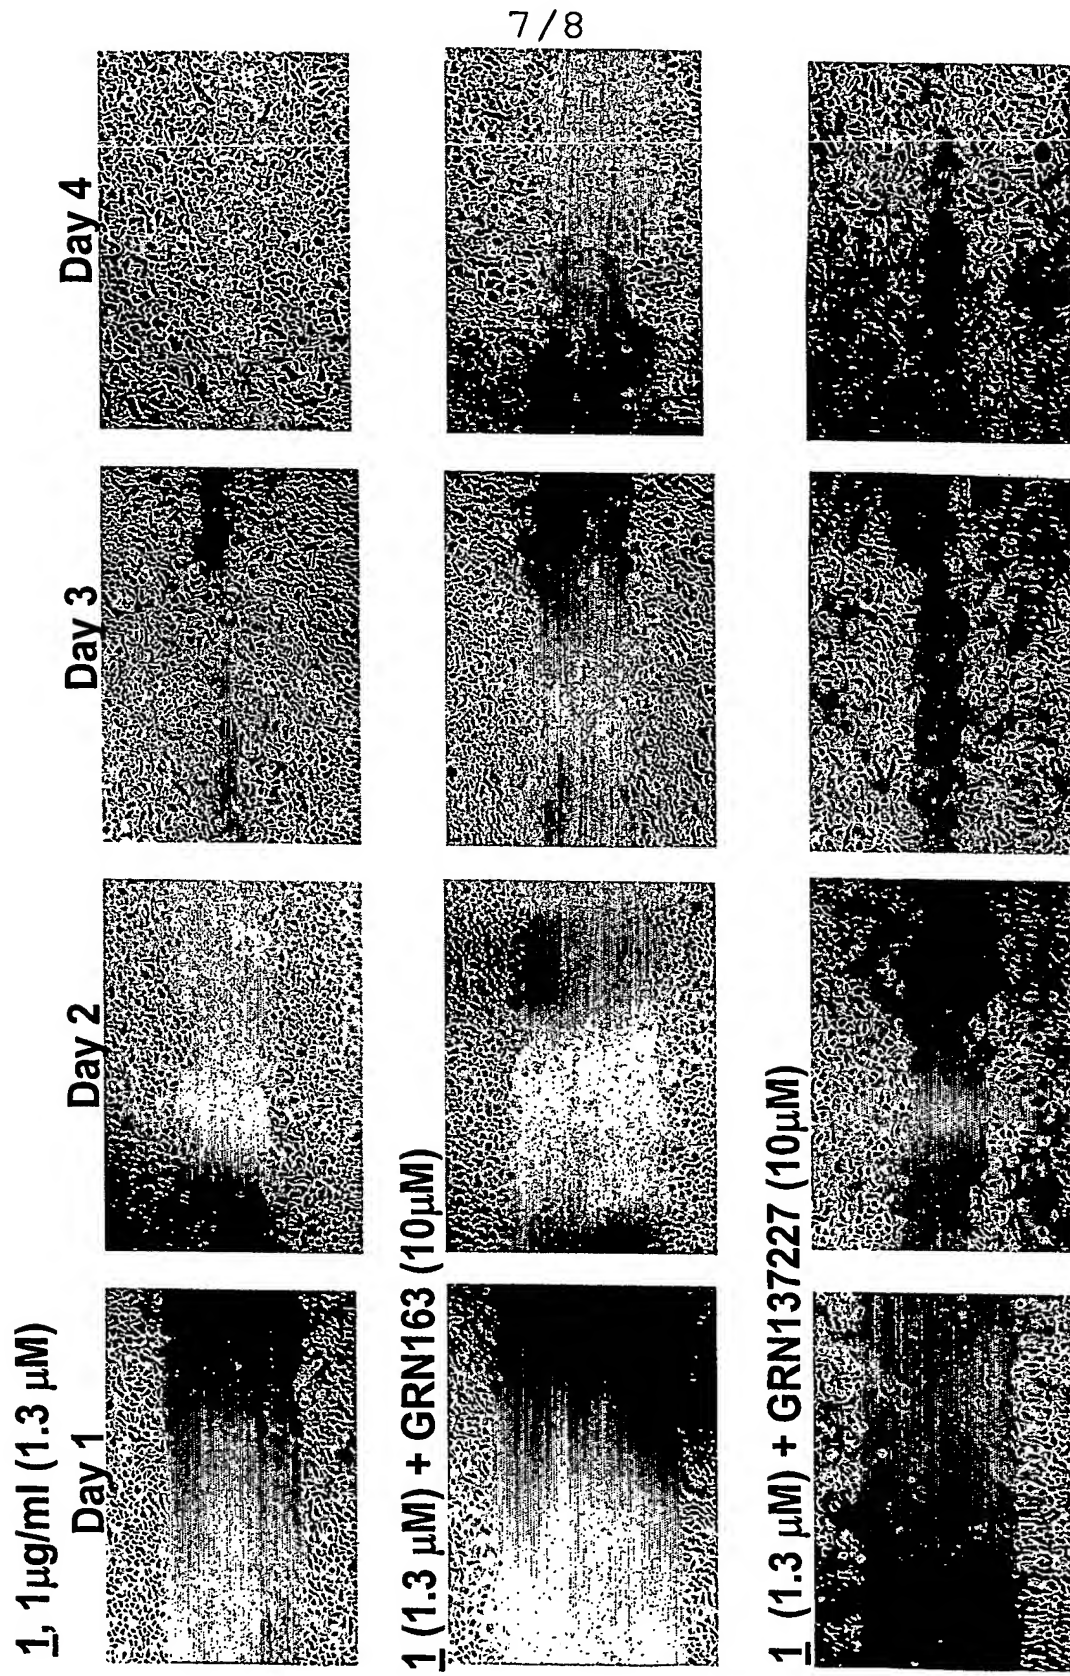 7/8
1, 1μg/ml (1.3 μM)
Day 1 Day 2 Day 3 Day 4
1 (1.3 μM) + GRN163 (10μM)
1 (1.3 μM) + GRN137227 (10μM)